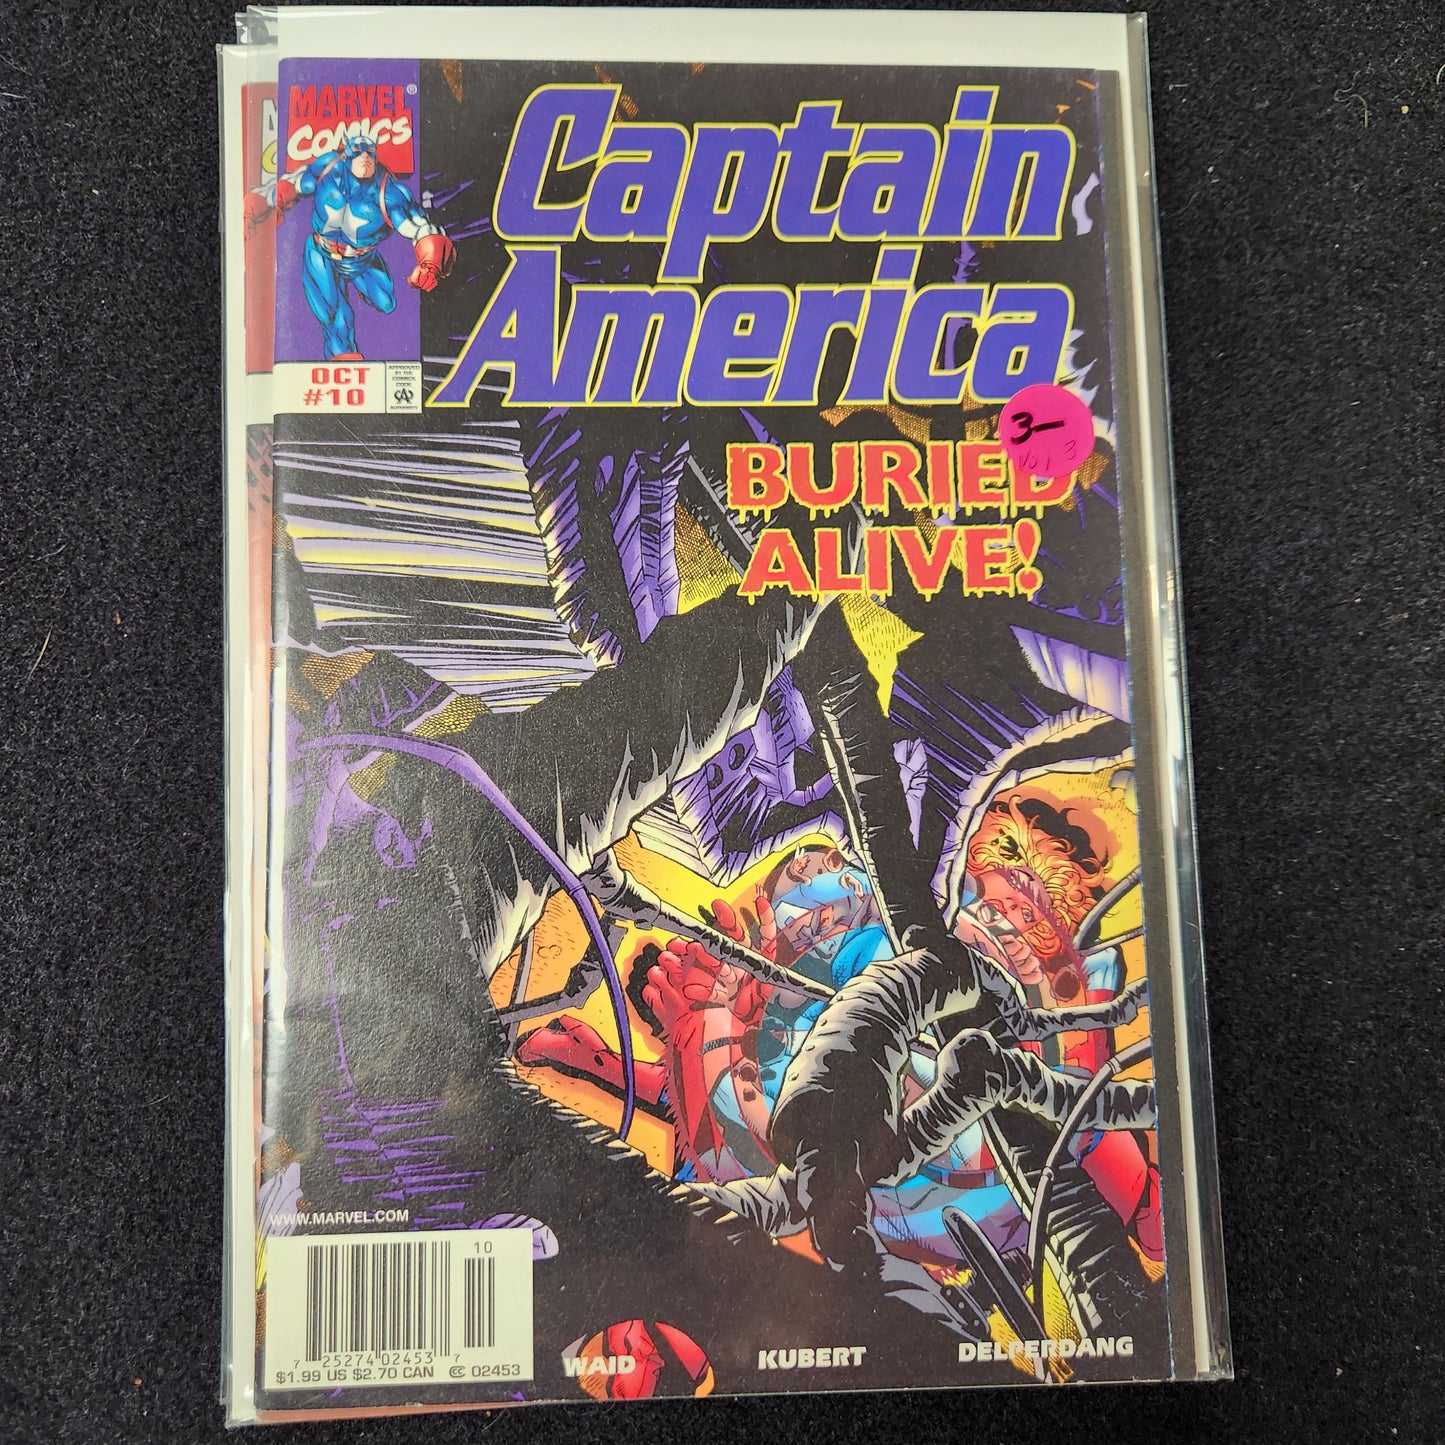 MARVEL
COMICS
Captain
America
OCT
#10
APPROVED
BY THE
COMICS
CODE
AUTHORITY
3—
Vol 3
BURIED
ALIVE!
WWW.MARVEL.COM
10
7 25274 02453 7
$1.99 US $2.70 CAN CC 02453
WAID KUBERT DELPERDANG